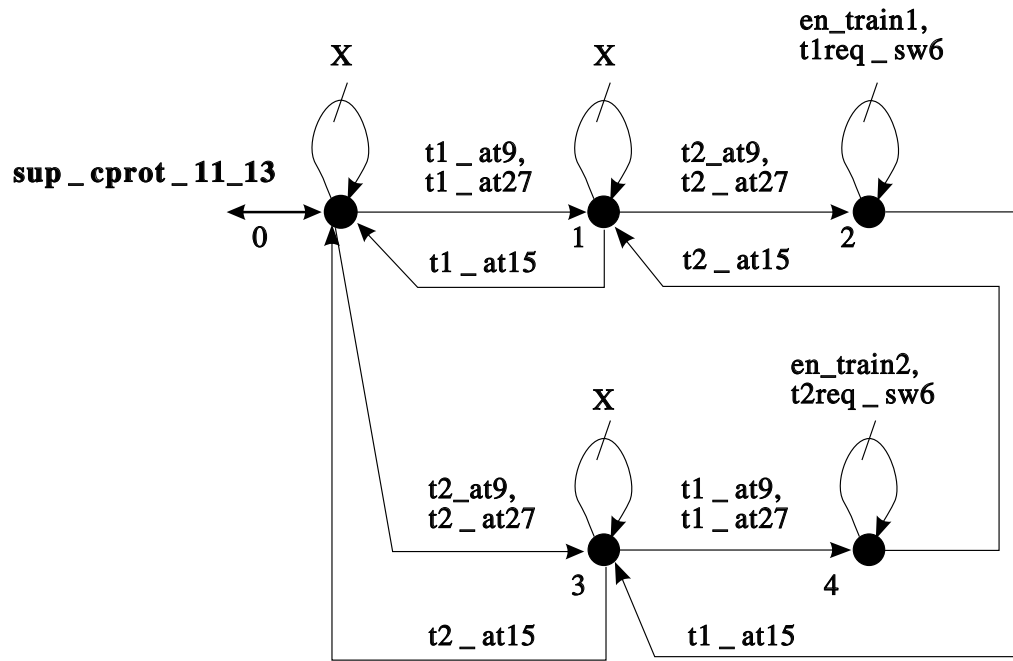 en_train1,
t1req _ sw6
X
X
t1 _ at9,
t1 _ at27
t2_at9,
t2 _ at27
sup _ cprot _ 11_13
0
1
2
t1 _ at15
t2 _ at15
en_train2,
t2req _ sw6
X
t2_at9,
t2 _ at27
t1 _ at9,
t1 _ at27
3
4
t2 _ at15
t1 _ at15